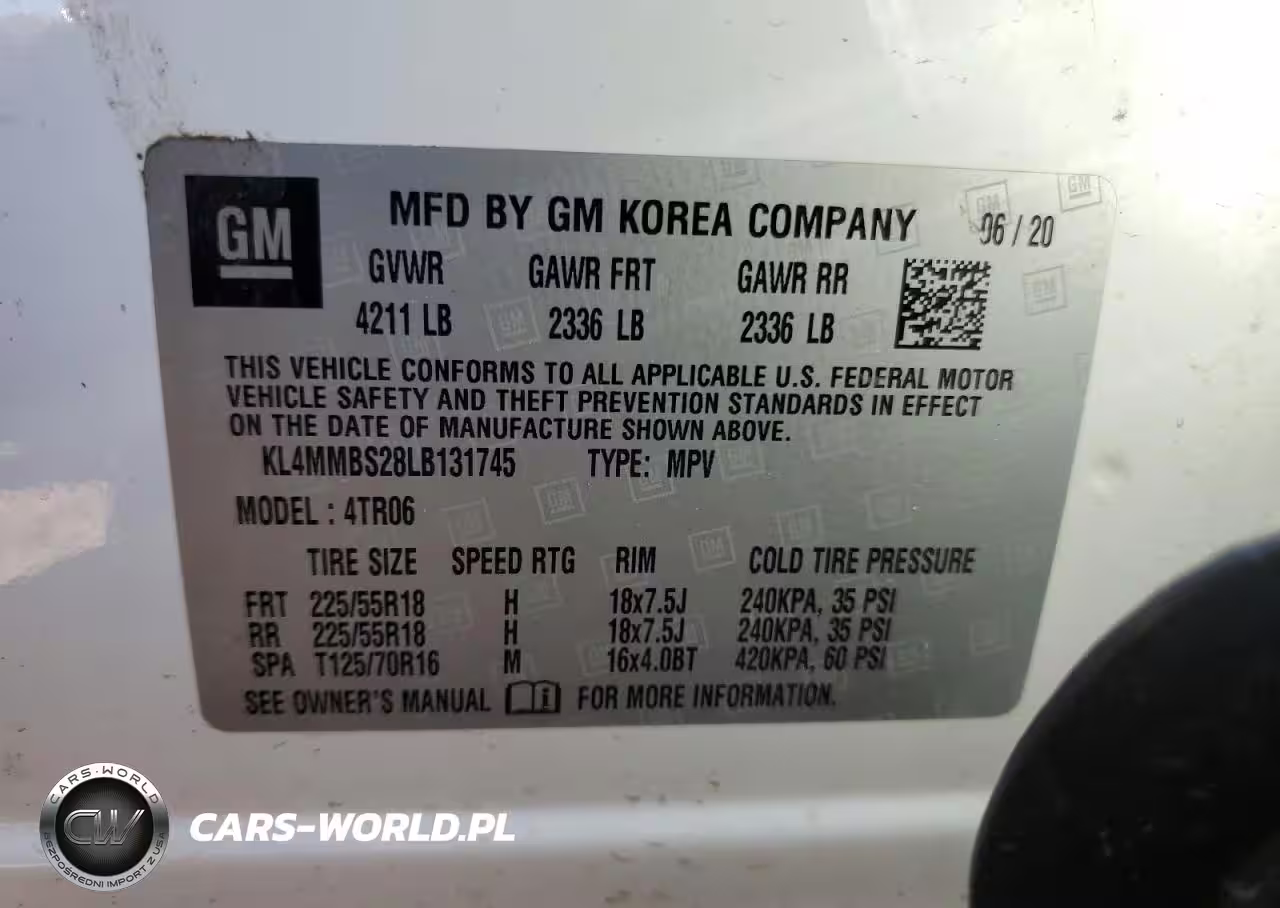 GM
MFD BY GM KOREA COMPANY 06/20
GVWR GAWR FRT GAWR RR
4211 LB 2336 LB 2336 LB
THIS VEHICLE CONFORMS TO ALL APPLICABLE U.S. FEDERAL MOTOR
VEHICLE SAFETY AND THEFT PREVENTION STANDARDS IN EFFECT
ON THE DATE OF MANUFACTURE SHOWN ABOVE.
KL4MMBS28LB131745 TYPE: MPV
MODEL : 4TR06
TIRE SIZE SPEED RTG RIM COLD TIRE PRESSURE
FRT 225/55R18 H 18x7.5J 240KPA, 35 PSI
RR 225/55R18 H 18x7.5J 240KPA, 35 PSI
SPA T125/70R16 M 16x4.0BT 420KPA, 60 PSI
SEE OWNER'S MANUAL FOR MORE INFORMATION.
CARS-WORLD
CW
BEZPOŚREDNI IMPORT Z USA
CARS-WORLD.PL